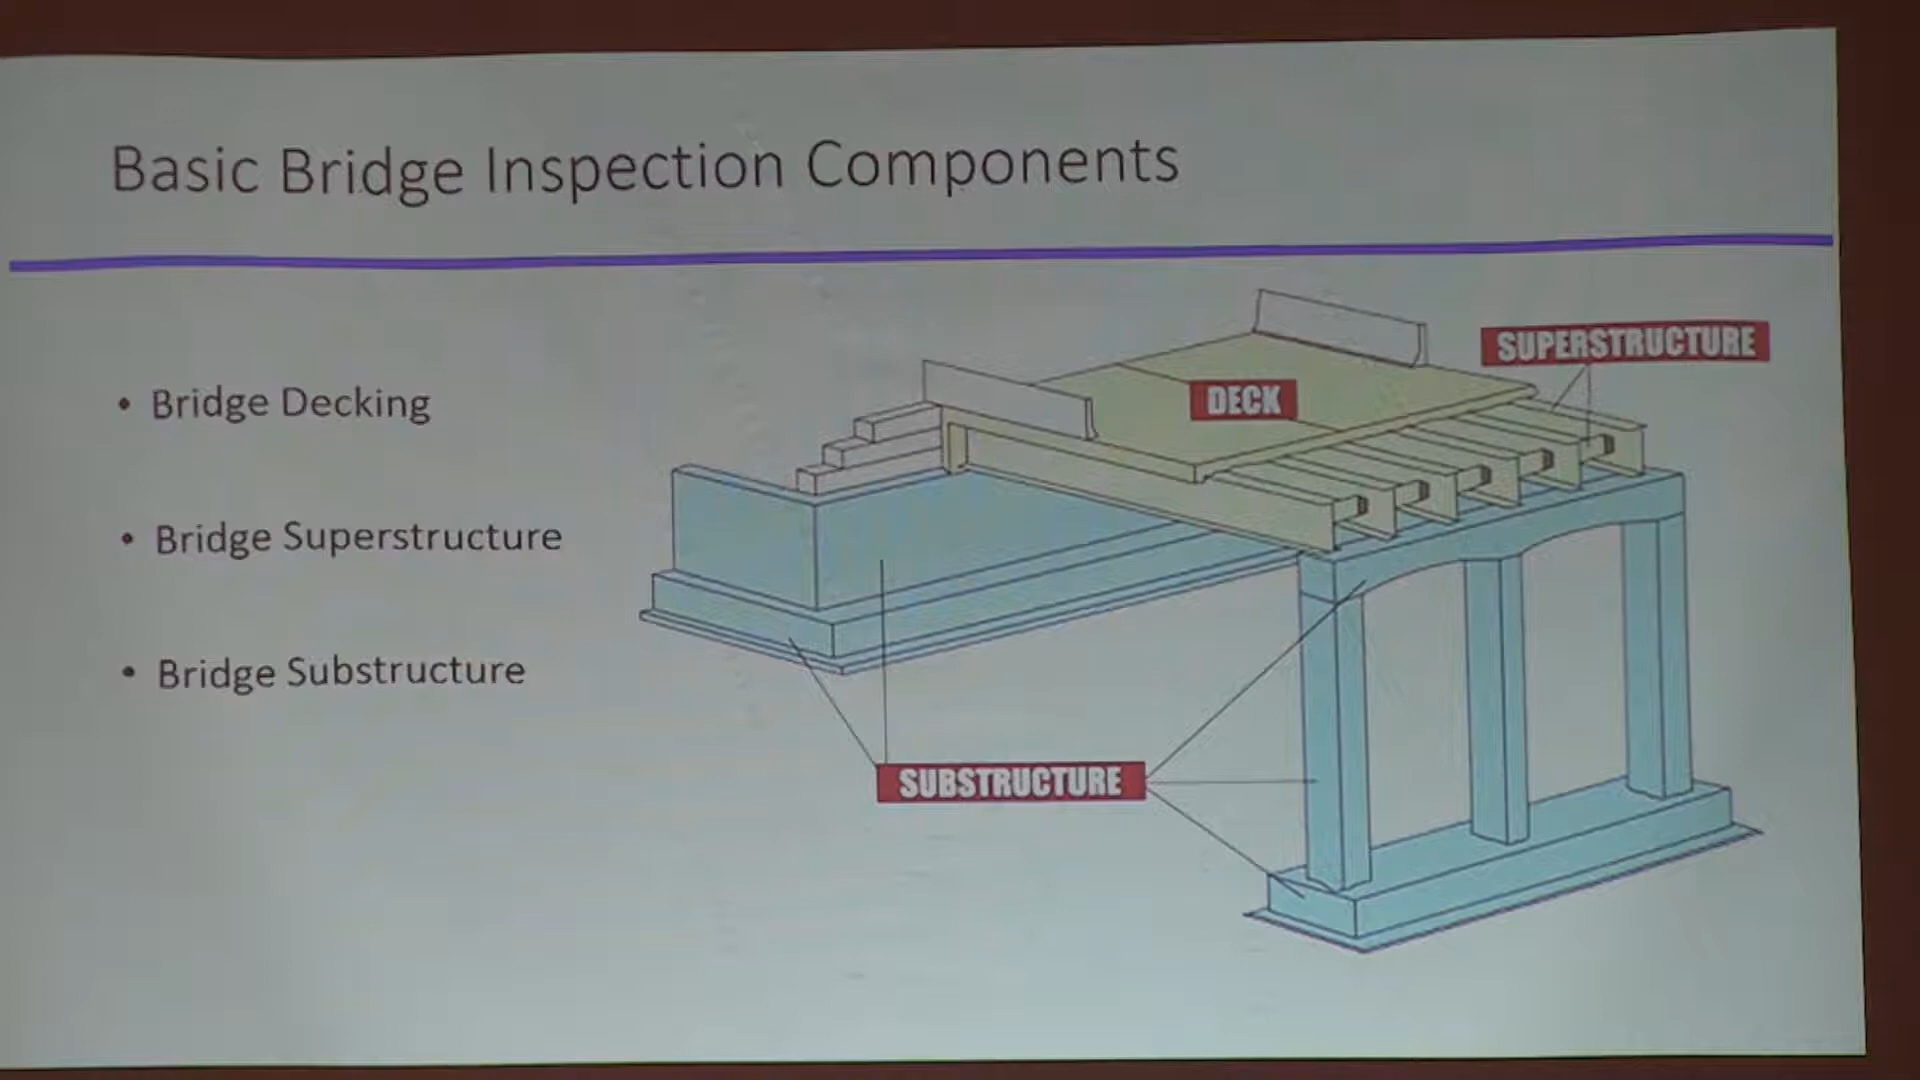 Basic Bridge Inspection Components
• Bridge Decking
• Bridge Superstructure
• Bridge Substructure
SUPERSTRUCTURE
DECK
SUBSTRUCTURE